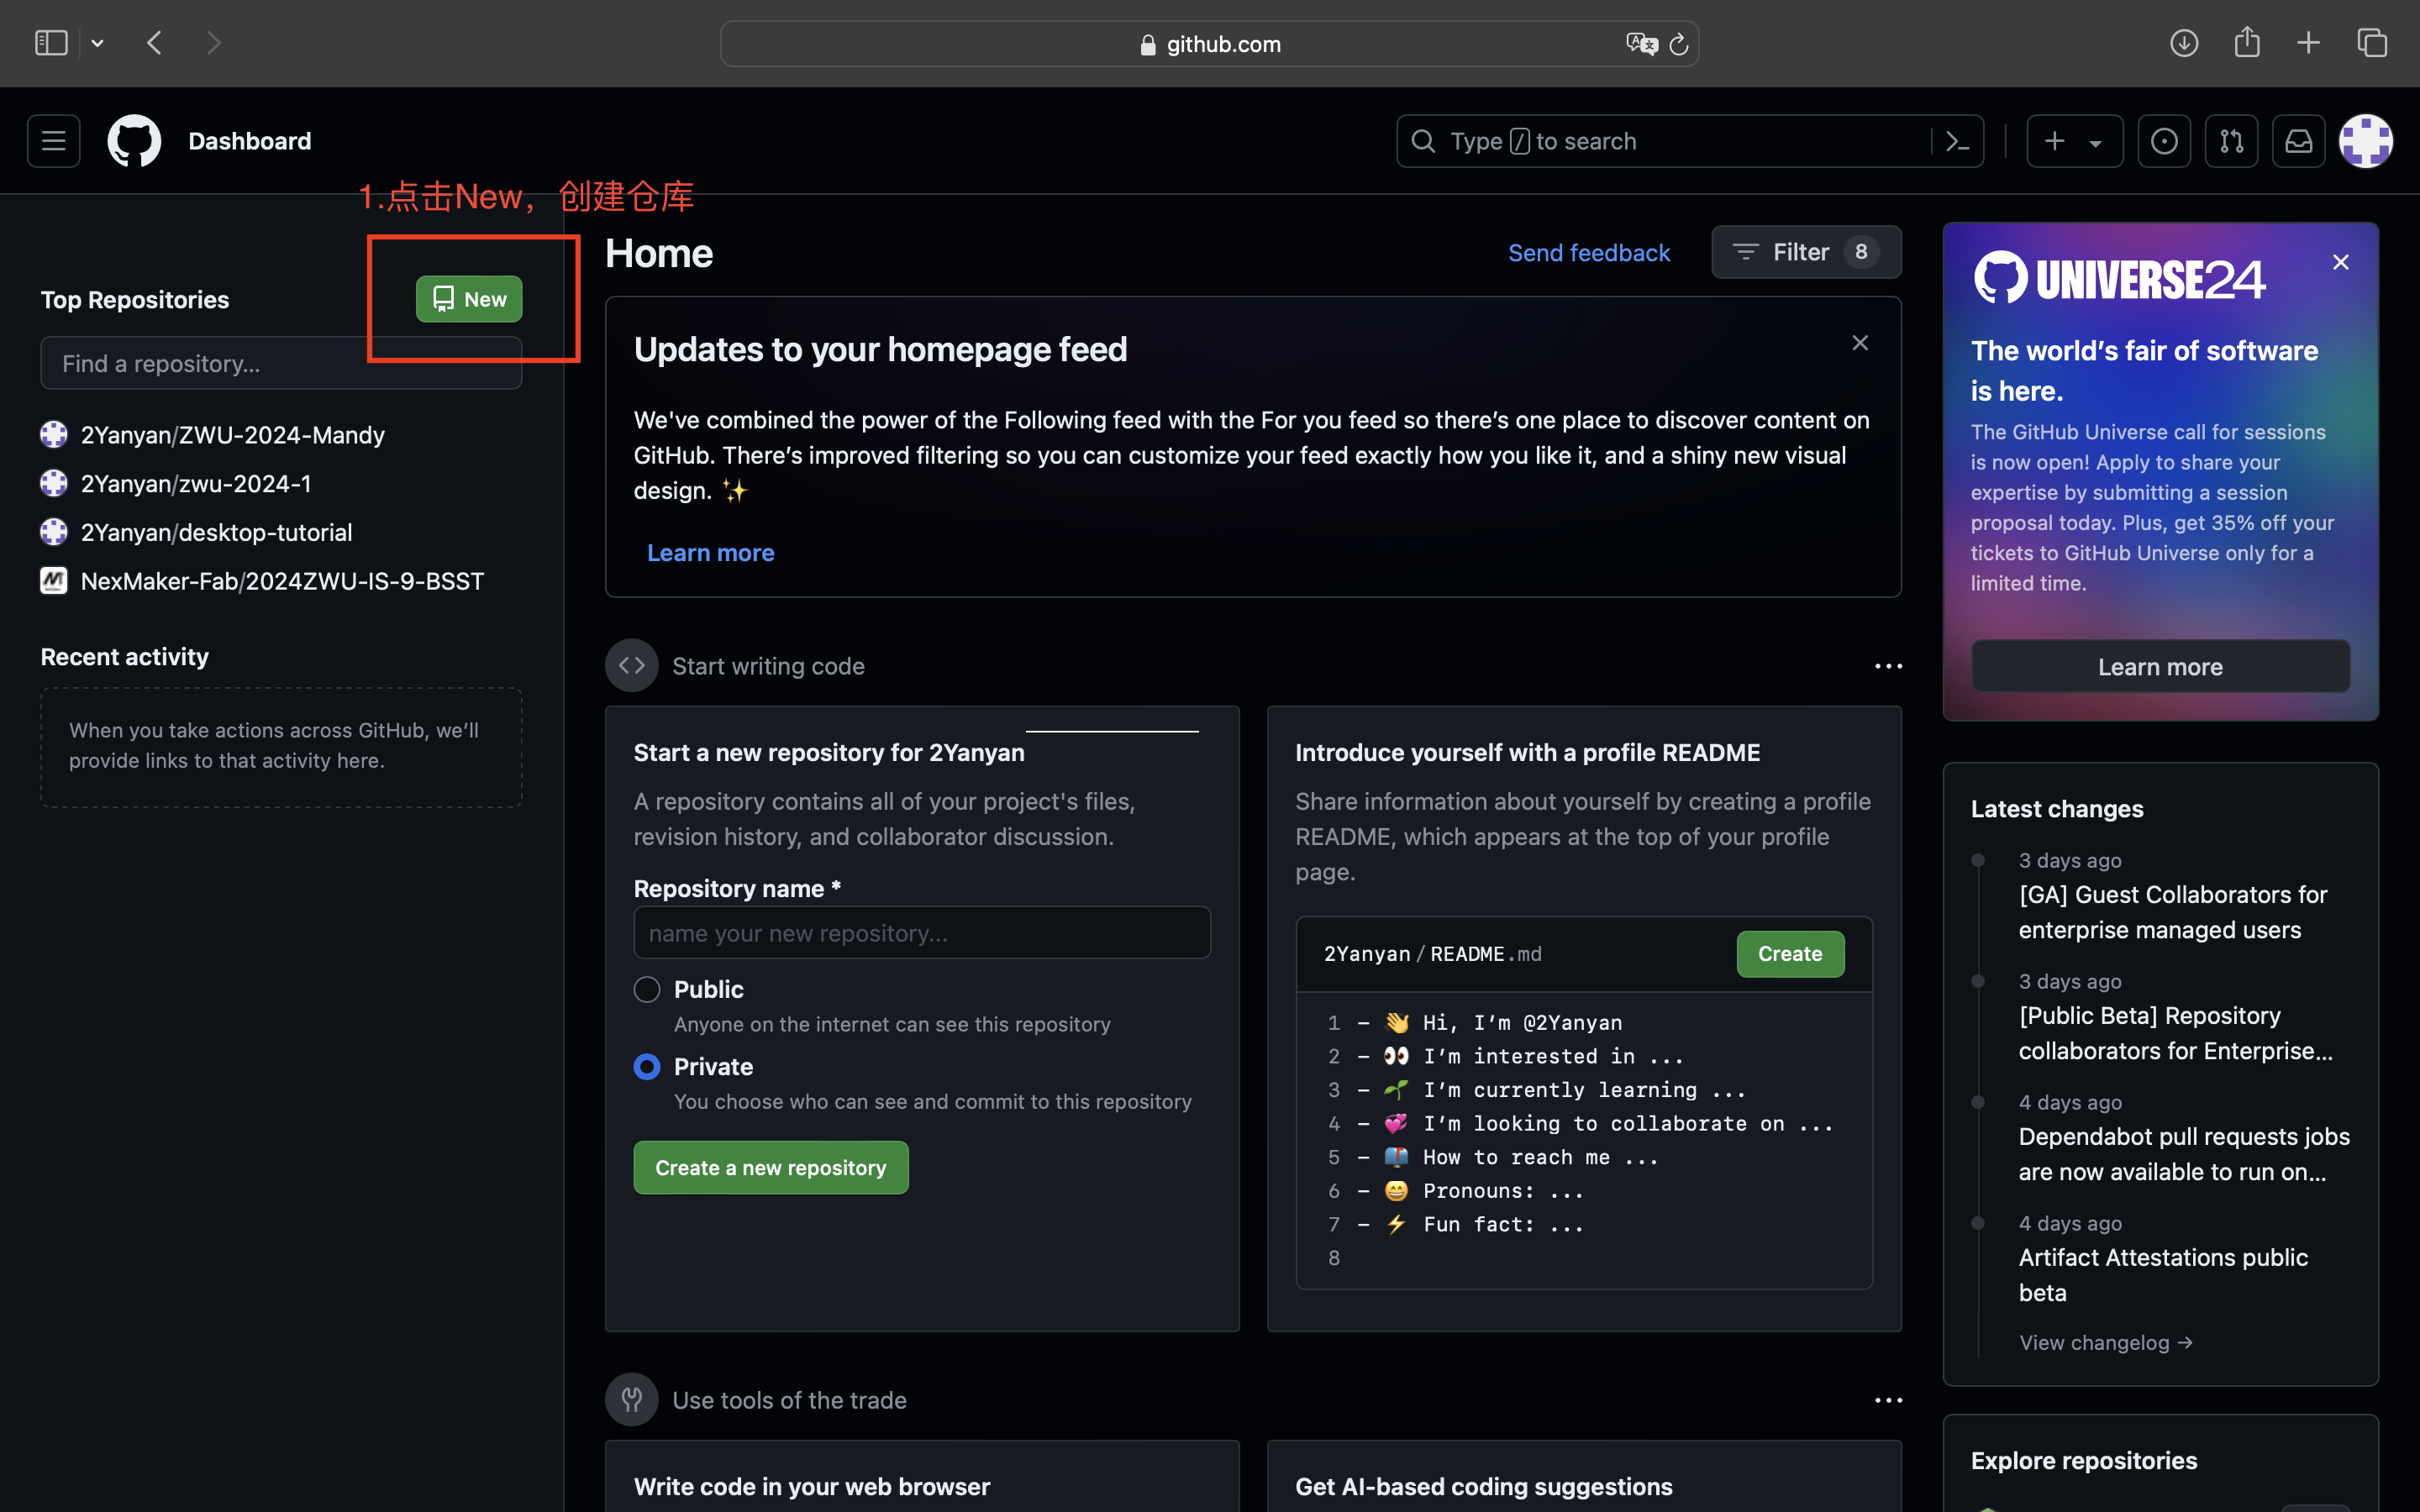 github.com
Dashboard
Type / to search
1.点击New，创建仓库
Top Repositories
New
Find a repository...
2Yanyan/ZWU-2024-Mandy
2Yanyan/zwu-2024-1
2Yanyan/desktop-tutorial
NexMaker-Fab/2024ZWU-IS-9-BSST
Recent activity
When you take actions across GitHub, we’ll
provide links to that activity here.
Home
Send feedback
Filter 8
Updates to your homepage feed
We've combined the power of the Following feed with the For you feed so there’s one place to discover content on
GitHub. There’s improved filtering so you can customize your feed exactly how you like it, and a shiny new visual
design. ✨
Learn more
Start writing code
Start a new repository for 2Yanyan
A repository contains all of your project's files,
revision history, and collaborator discussion.
Repository name *
name your new repository...
Public
Anyone on the internet can see this repository
Private
You choose who can see and commit to this repository
Create a new repository
Introduce yourself with a profile README
Share information about yourself by creating a profile
README, which appears at the top of your profile
page.
2Yanyan / README.md
Create
1 – 👋 Hi, I’m @2Yanyan
2 – 👀 I’m interested in ...
3 – 🌱 I’m currently learning ...
4 – 💞️ I’m looking to collaborate on ...
5 – 📫 How to reach me ...
6 – 😄 Pronouns: ...
7 – ⚡ Fun fact: ...
8
Use tools of the trade
Write code in your web browser
Get AI-based coding suggestions
UNIVERSE24
The world’s fair of software
is here.
The GitHub Universe call for sessions
is now open! Apply to share your
expertise by submitting a session
proposal today. Plus, get 35% off your
tickets to GitHub Universe only for a
limited time.
Learn more
Latest changes
3 days ago
[GA] Guest Collaborators for
enterprise managed users
3 days ago
[Public Beta] Repository
collaborators for Enterprise...
4 days ago
Dependabot pull requests jobs
are now available to run on...
4 days ago
Artifact Attestations public
beta
View changelog →
Explore repositories